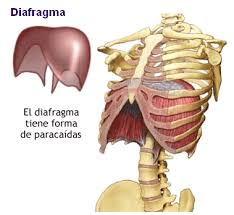 Diafragma
El diafragma
tiene forma
de paracaídas